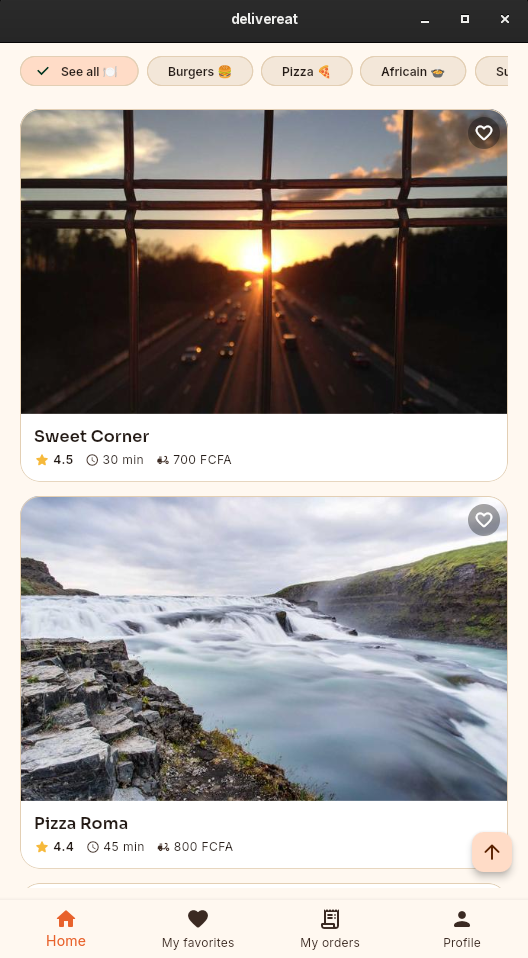 delivereat
See all 🍽️
Burgers 🍔
Pizza 🍕
Africain 🍲
Su
Sweet Corner
4.5 30 min 700 FCFA
Pizza Roma
4.4 45 min 800 FCFA
Home
My favorites
My orders
Profile